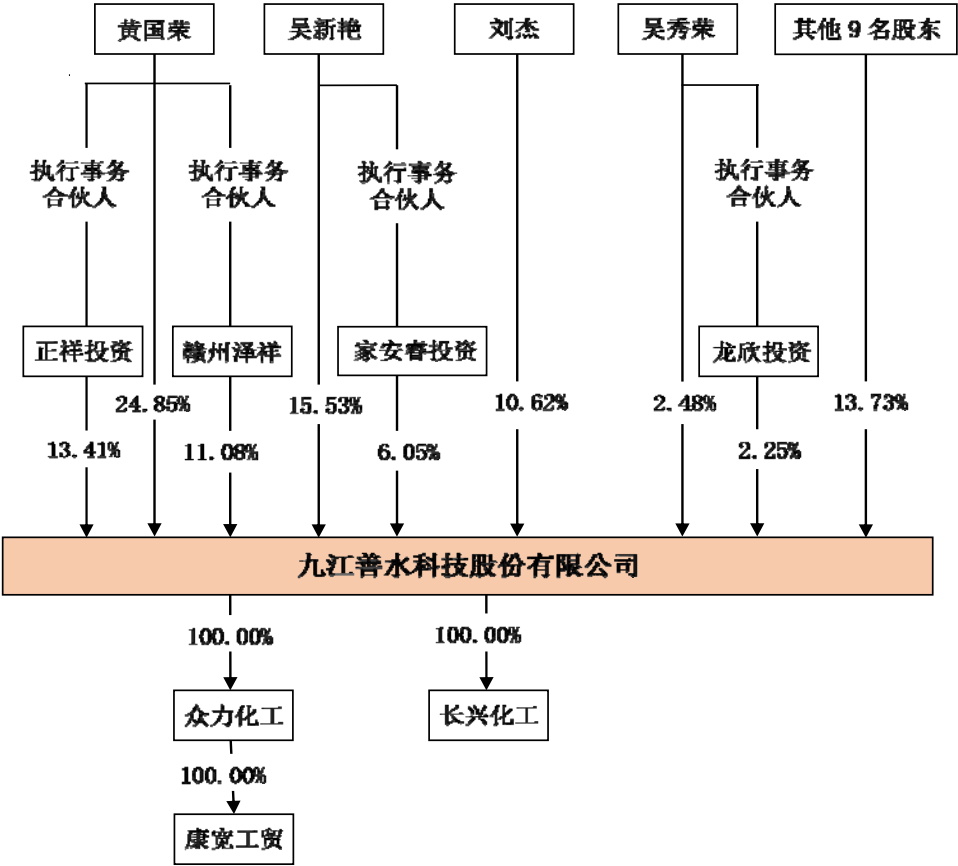 黄国荣
吴新艳
刘杰
吴秀荣
其他9名股东
执行事务
合伙人
执行事务
合伙人
执行事务
合伙人
执行事务
合伙人
正祥投资
赣州泽祥
家安睿投资
龙欣投资
24.85%
15.53%
10.62%
2.48%
13.73%
13.41%
11.08%
6.05%
2.25%
九江善水科技股份有限公司
100.00%
100.00%
众力化工
长兴化工
100.00%
康宽工贸